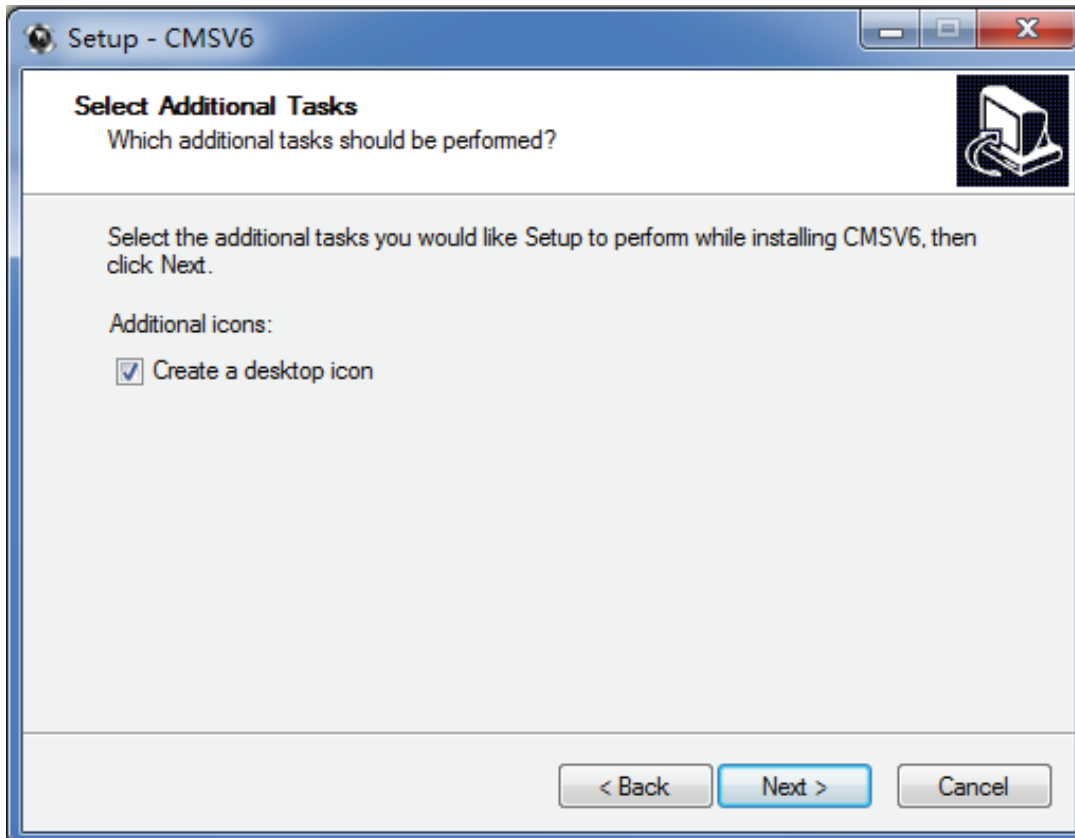 Setup - CMSV6
Select Additional Tasks
Which additional tasks should be performed?
Select the additional tasks you would like Setup to perform while installing CMSV6, then
click Next.
Additional icons:
Create a desktop icon
< Back
Next >
Cancel